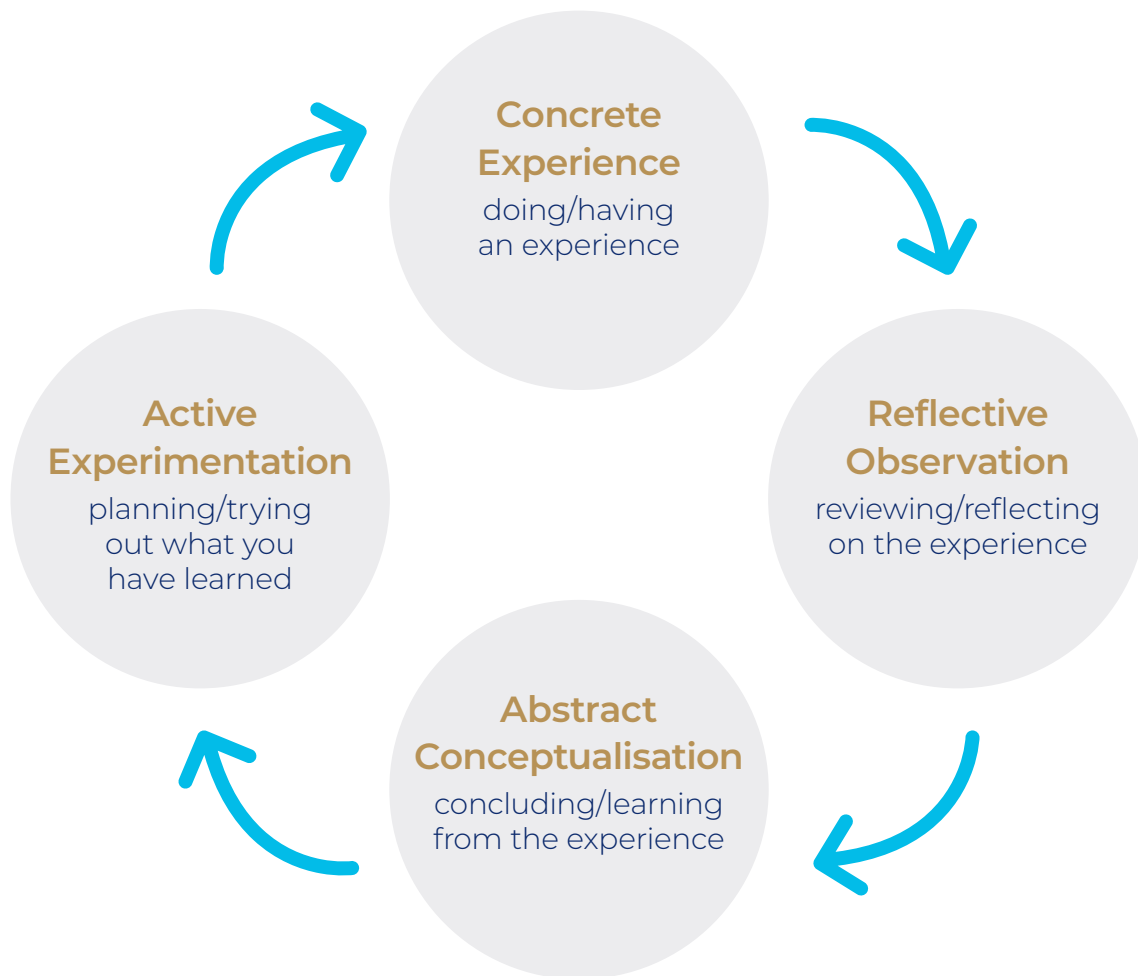 Concrete
Experience
doing/having
an experience
Reflective
Observation
reviewing/reflecting
on the experience
Abstract
Conceptualisation
concluding/learning
from the experience
Active
Experimentation
planning/trying
out what you
have learned